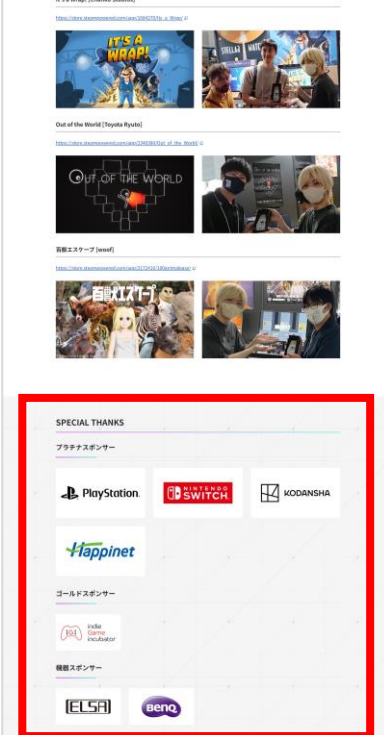 IT'S A
WRAP!
STELLAR
Out of the World [Toyota Ryuto]
OUT OF THE WORLD
百獣エスケープ [woof]
百獣エスケープ
SPECIAL THANKS
プラチナスポンサー
PlayStation.
NINTENDO
SWITCH
KODANSHA
Happinet
ゴールドスポンサー
indie
Game
incubator
機器スポンサー
ELSA
BenQ